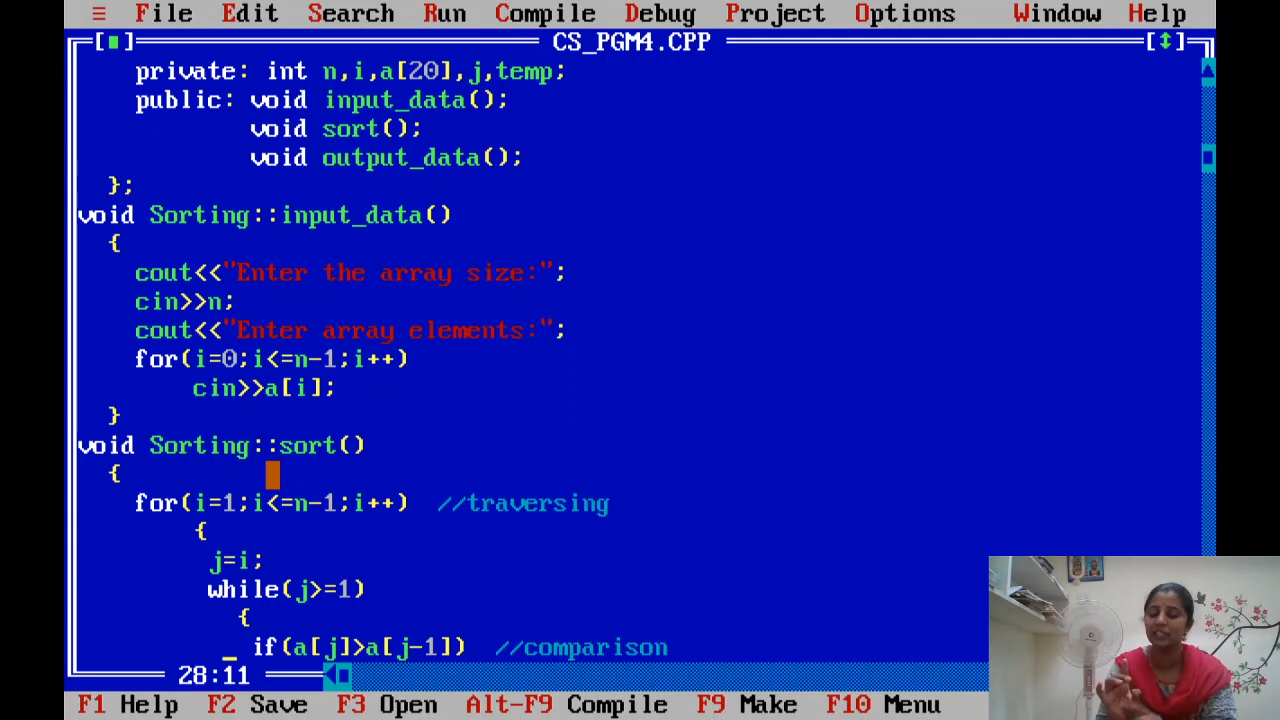 ≡ File Edit Search Run Compile Debug Project Options Window Help
CS_PGM4.CPP
private: int n,i,a[20],j,temp;
public: void input_data();
void sort();
void output_data();
};
void Sorting::input_data()
{
cout<<"Enter the array size:";
cin>>n;
cout<<"Enter array elements:";
for(i=0;i<=n-1;i++)
cin>>a[i];
}
void Sorting::sort()
{
for(i=1;i<=n-1;i++) //traversing
{
j=i;
while(j>=1)
{
if(a[j]>a[j-1]) //comparison
28:11
F1 Help F2 Save F3 Open Alt-F9 Compile F9 Make F10 Menu